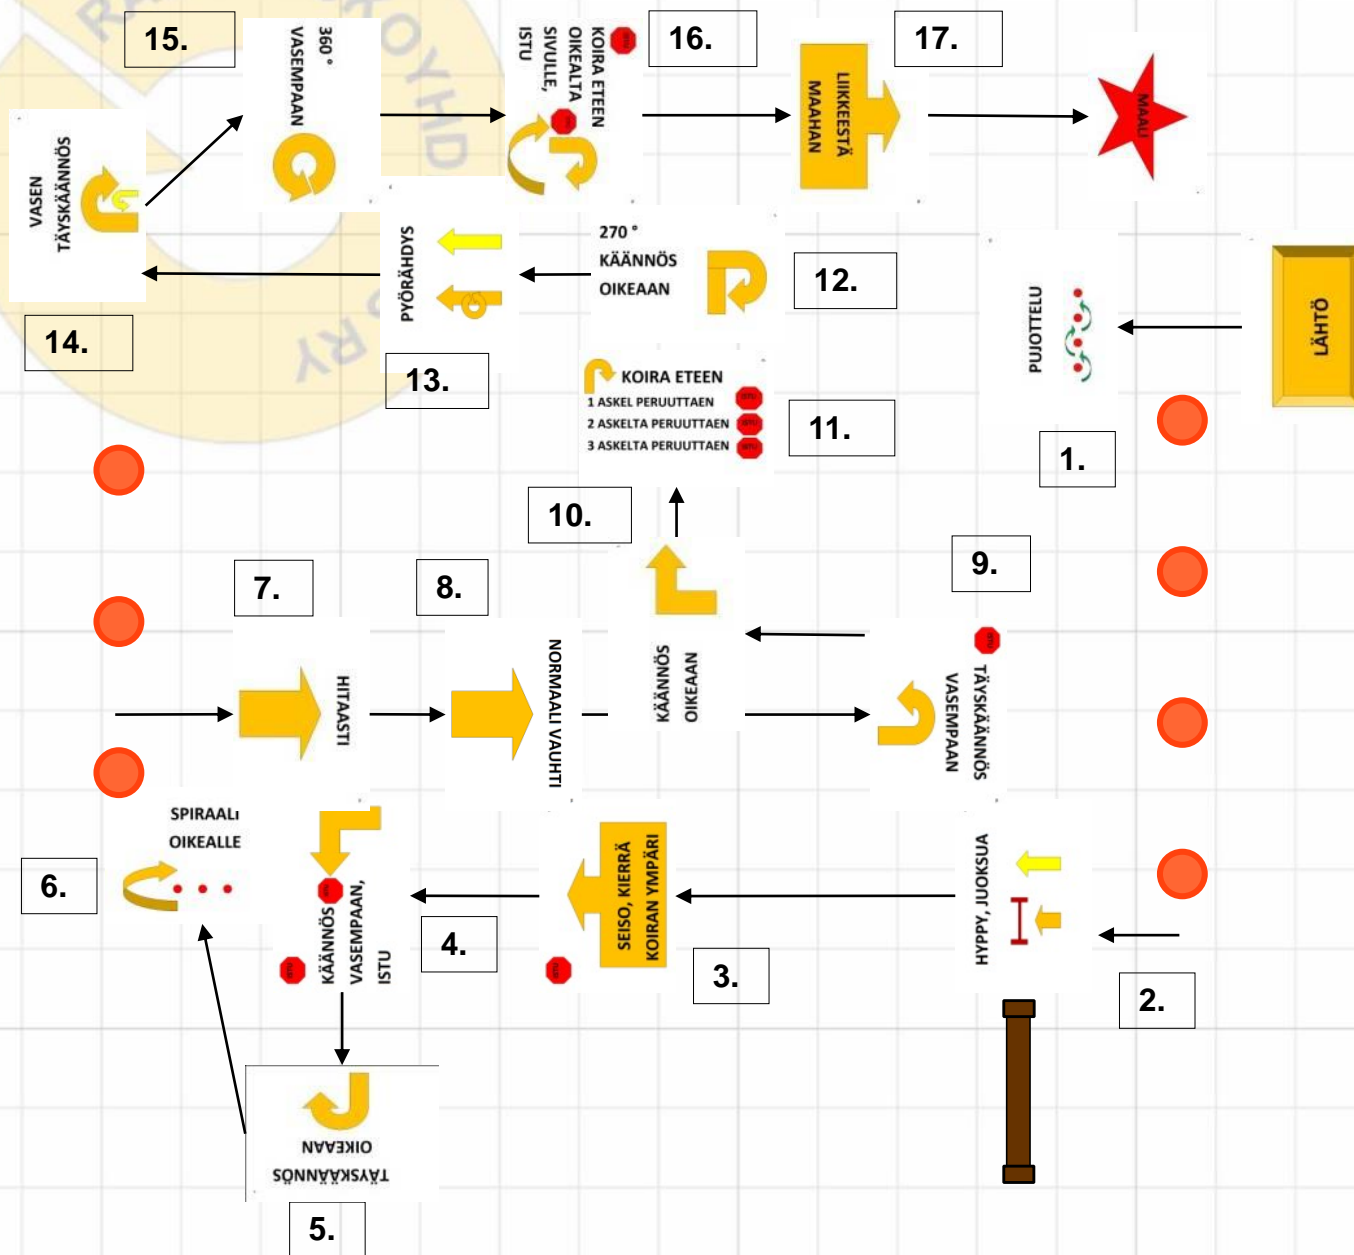 15.
360°
VASEMPAAN
KOIRA ETEEN
OIKEALTA
SIVULLE,
ISTU
16.
LIIKKEESTÄ
MAAHAN
17.
MAALI
VASEN
TÄYSKÄÄNNÖS
14.
PYÖRÄHDYS
13.
270 °
KÄÄNNÖS
OIKEAAN
12.
PUJOTTELU
1.
LÄHTÖ
KOIRA ETEEN
1 ASKEL PERUUTTAEN
2 ASKELTA PERUUTTAEN
3 ASKELTA PERUUTTAEN
11.
10.
KÄÄNNÖS
OIKEAAN
9.
TÄYSKÄÄNNÖS
VASEMPAAN
7.
HITAASTI
8.
NORMAALI VAUHTI
SPIRAALI
OIKEALLE
6.
KÄÄNNÖS
VASEMPAAN,
ISTU
4.
SEISO, KIERRÄ
KOIRAN YMPÄRI
3.
HYPPY, JUOKSUA
2.
TÄYSKÄÄNNÖS
OIKEAAN
5.